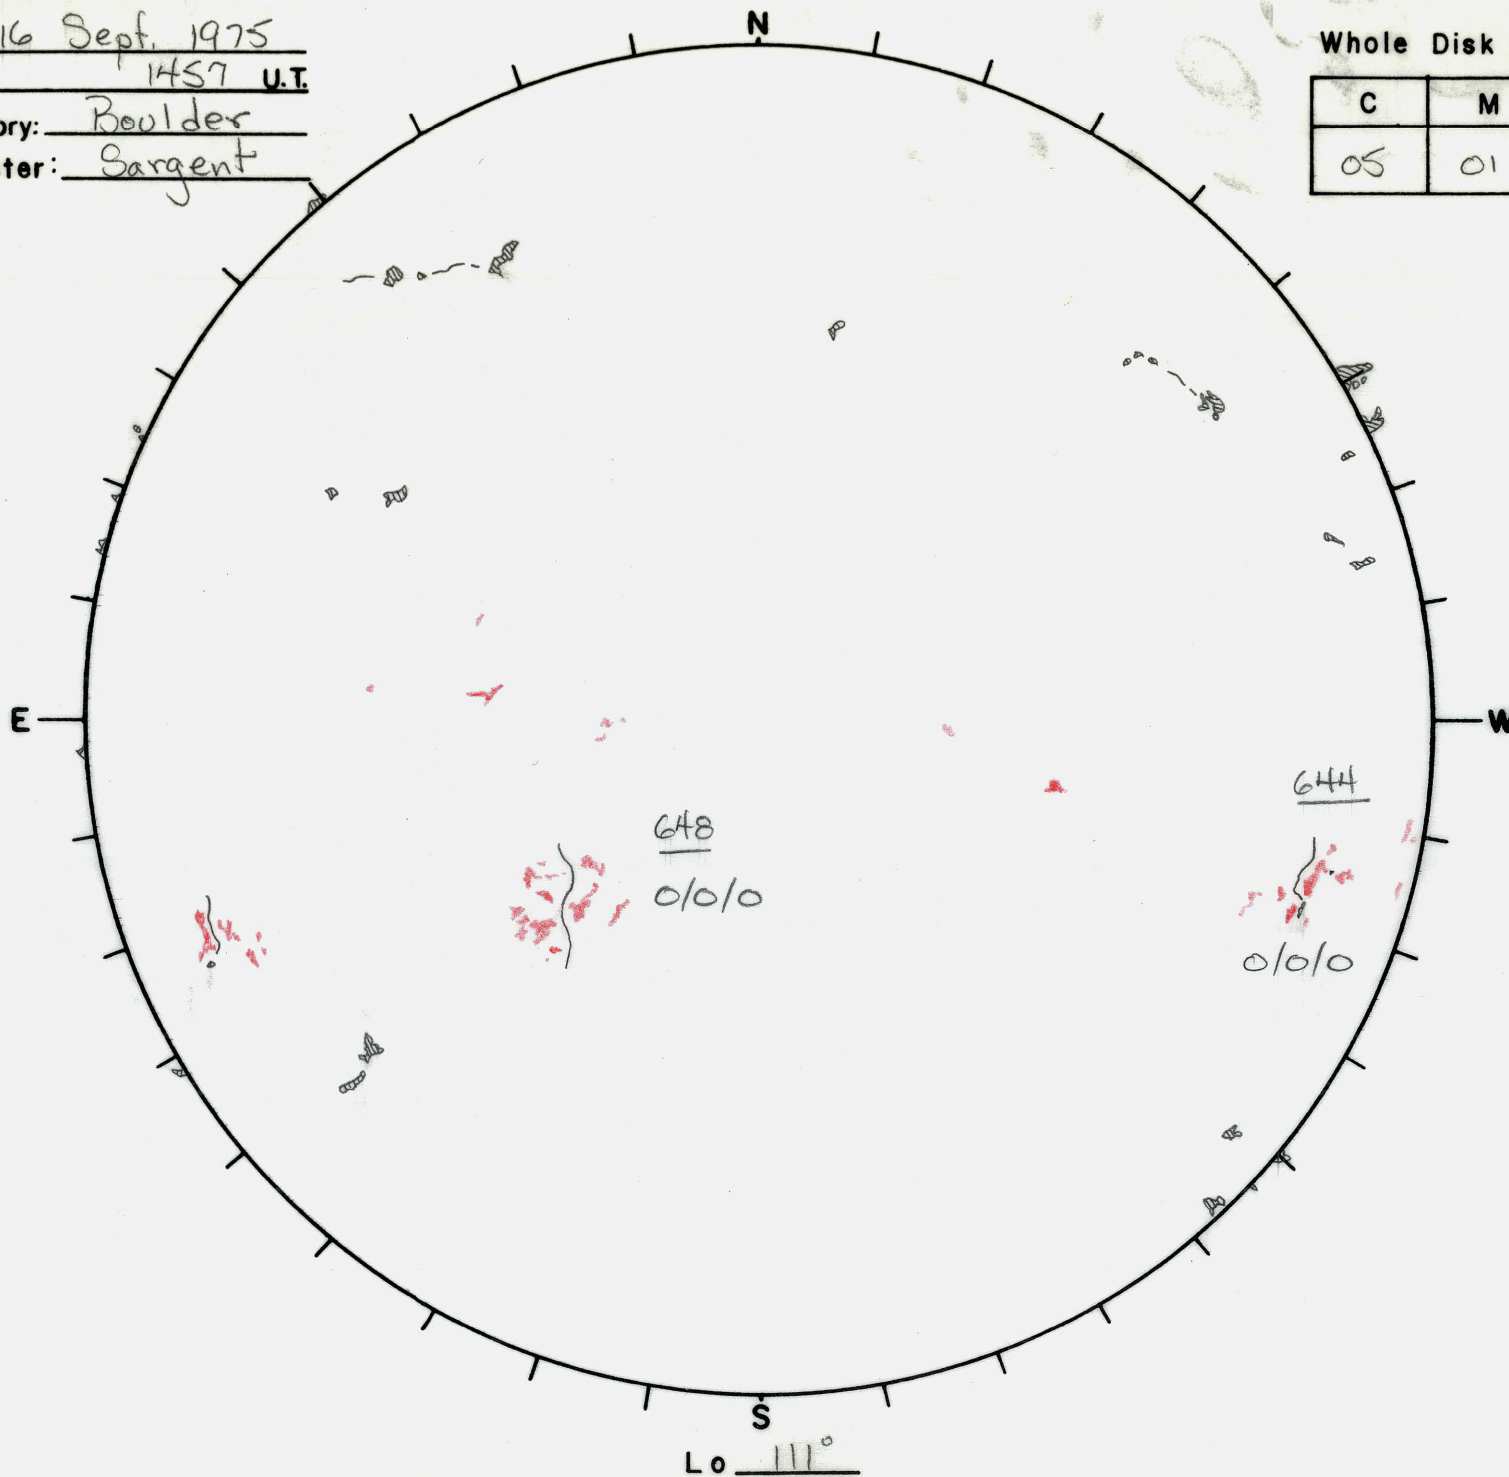 16 Sept. 1975
1457 U.T.
ory: Boulder
ter: Sargent
N
Whole Disk
C M
05 01
E
W
644
648
0/0/0
0/0/0
S
Lo 111°